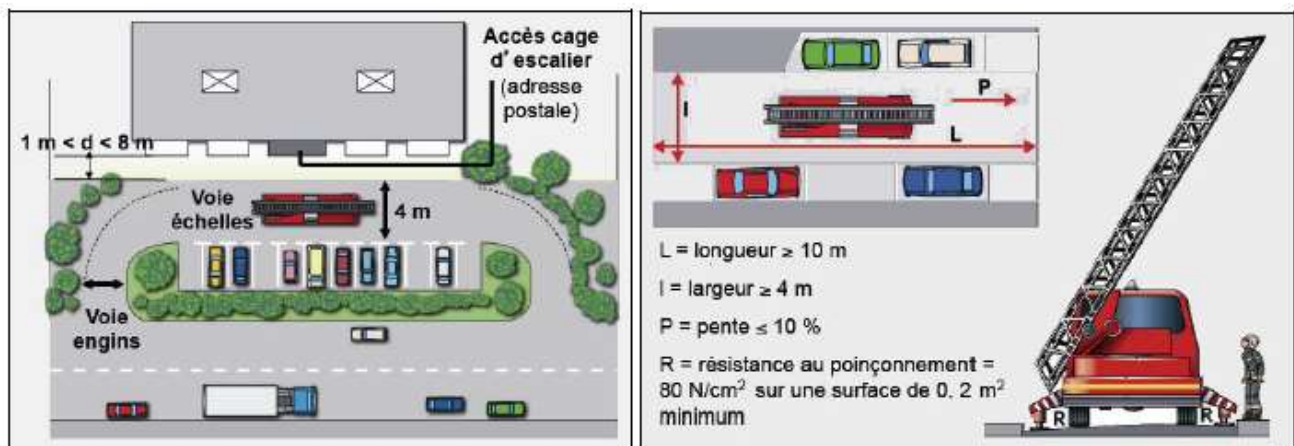 Accès cage
d'escalier
(adresse
postale)
1 m < d < 8 m
Voie
échelles
4 m
Voie
engins
l
P
L
L = longueur ≥ 10 m
l = largeur ≥ 4 m
P = pente ≤ 10 %
R = résistance au poinçonnement =
80 N/cm² sur une surface de 0, 2 m²
minimum
R
R